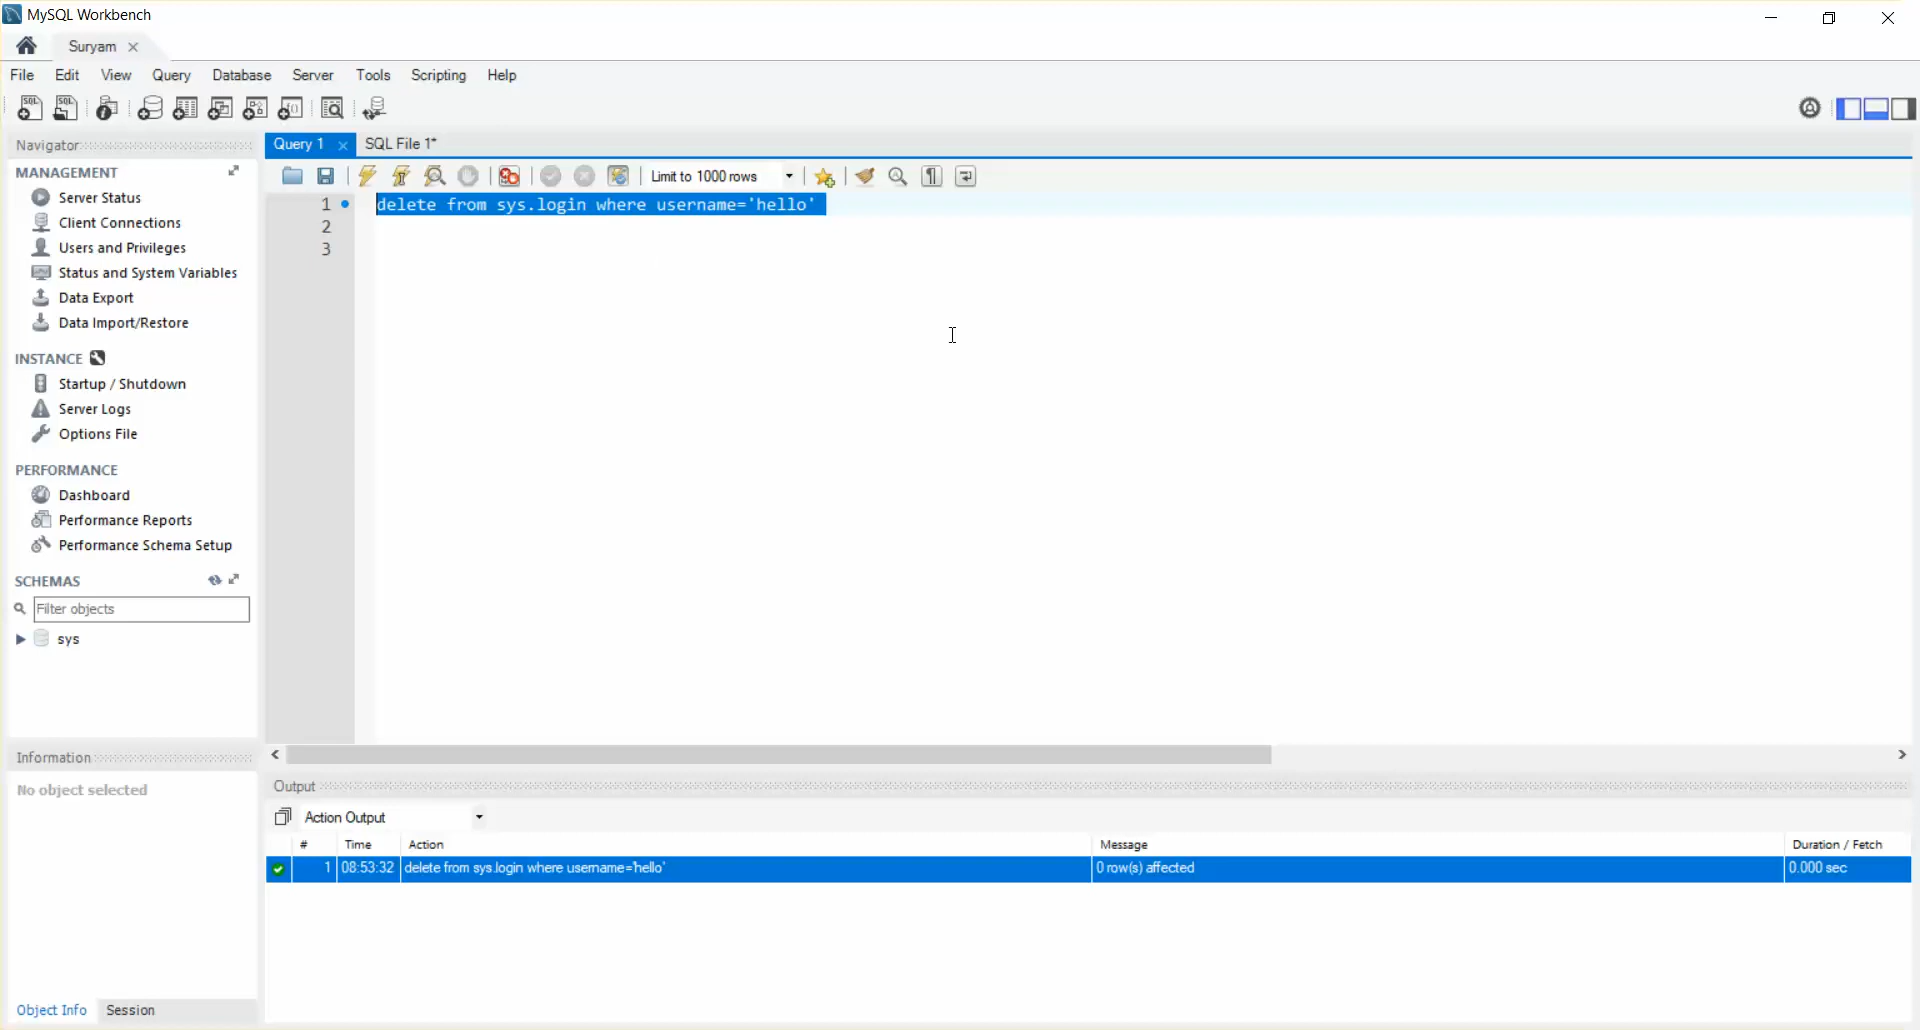 MySQL Workbench
Suryam
File Edit View Query Database Server Tools Scripting Help
Navigator
Query 1 SQL File 1*
MANAGEMENT
Server Status
Client Connections
Users and Privileges
Status and System Variables
Data Export
Data Import/Restore
INSTANCE
Startup / Shutdown
Server Logs
Options File
PERFORMANCE
Dashboard
Performance Reports
Performance Schema Setup
SCHEMAS
Filter objects
sys
Information
No object selected
Object Info Session
Limit to 1000 rows
1 delete from sys.login where username='hello'
2
3
Output
Action Output
# Time Action Message Duration / Fetch
1 08:53:32 delete from sys.login where username='hello' 0 row(s) affected 0.000 sec